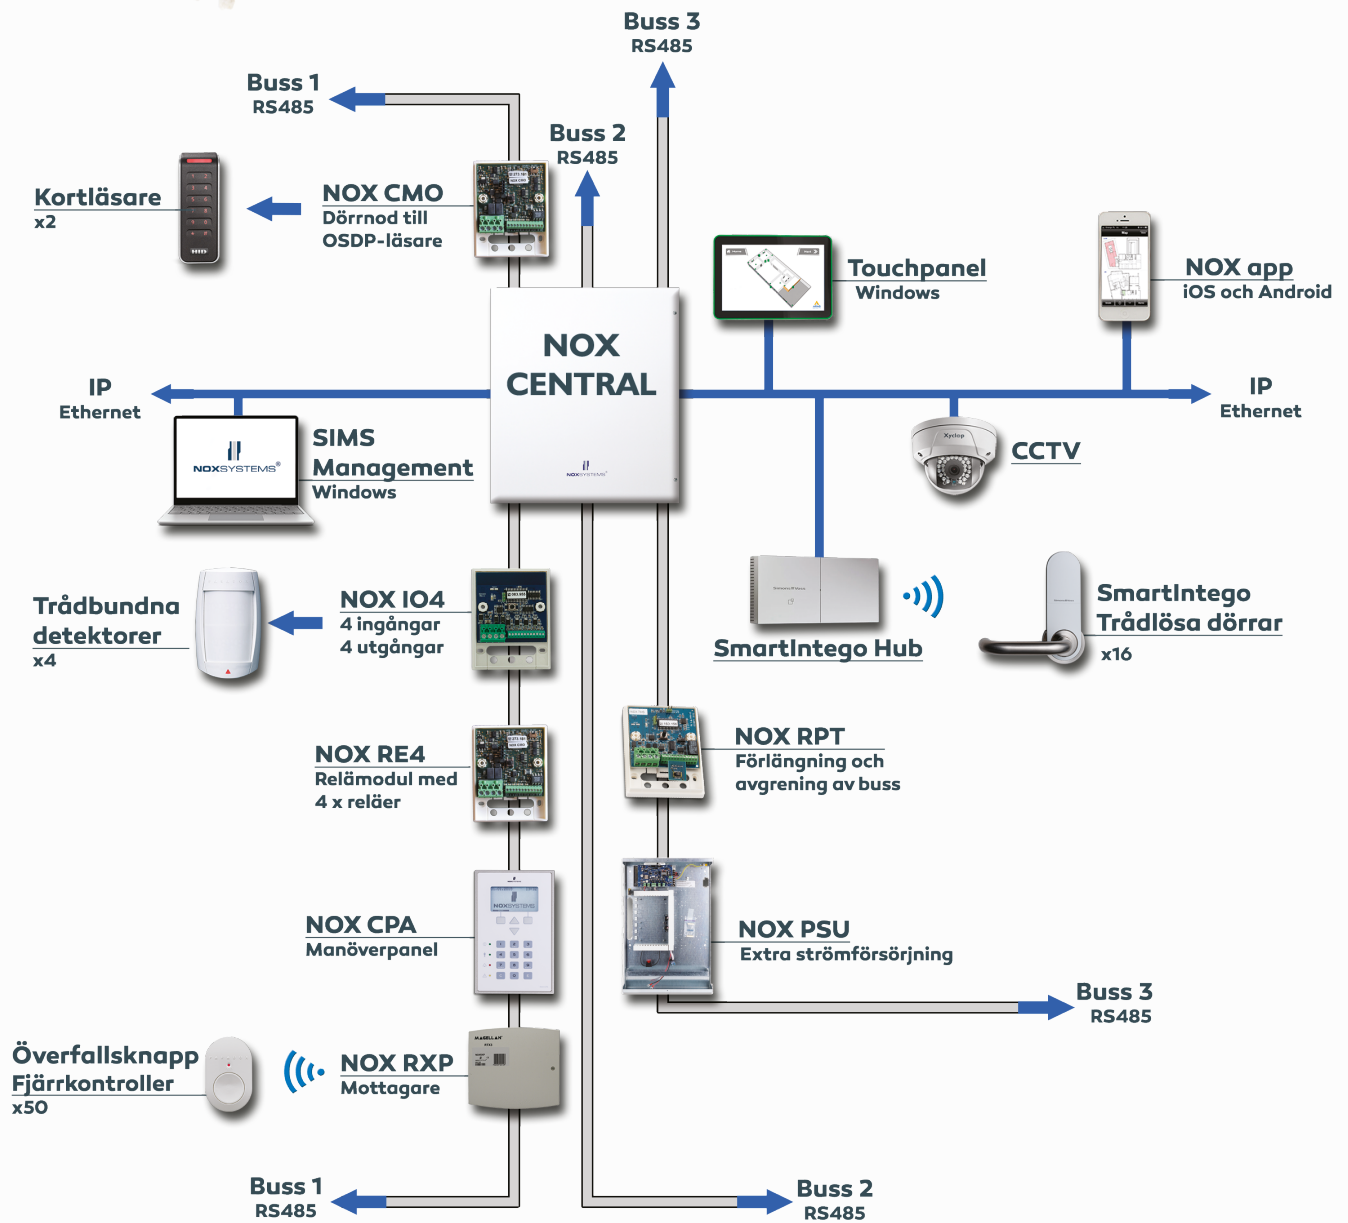 Buss 3
RS485
Buss 1
RS485
Buss 2
RS485
Kortläsare
x2
NOX CMO
Dörrnod till
OSDP-läsare
Touchpanel
Windows
NOX app
iOS och Android
NOX
CENTRAL
NOXSYSTEMS
IP
Ethernet
IP
Ethernet
NOXSYSTEMS®
SIMS
Management
Windows
Xyclop
CCTV
Trådbundna
detektorer
x4
NOX IO4
4 ingångar
4 utgångar
SmartIntego Hub
SmartIntego
Trådlösa dörrar
x16
NOX RE4
Relämodul med
4 x reläer
NOX RPT
Förlängning och
avgrening av buss
NOX CPA
Manöverpanel
NOXSYSTEMS
NOX PSU
Extra strömförsörjning
Buss 3
RS485
Överfallsknapp
Fjärrkontroller
x50
NOX RXP
Mottagare
MAGELLAN
Buss 1
RS485
Buss 2
RS485